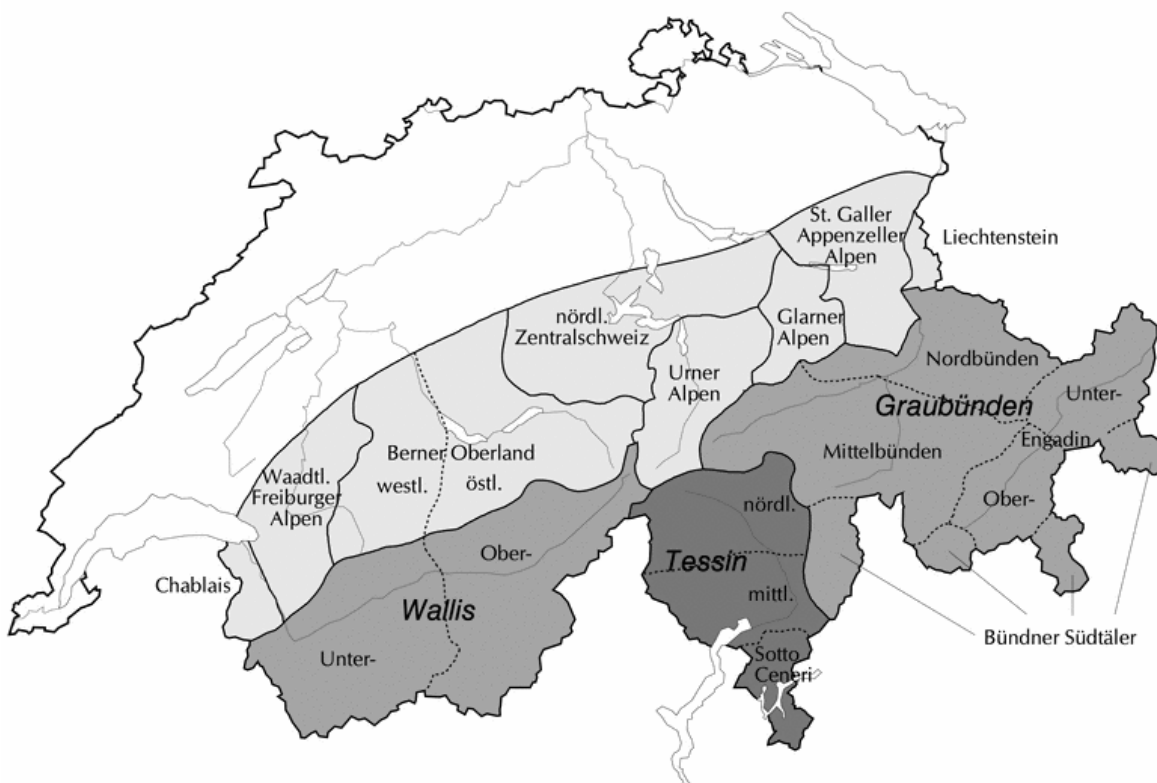 St. Galler
Appenzeller
Alpen
Liechtenstein
nördl.
Zentralschweiz
Glarner
Alpen
Urner
Alpen
Nordbünden
Graubünden
Unter-
Engadin
Mittelbünden
Ober-
Berner Oberland
westl.
östl.
Waadtl.
Freiburger
Alpen
Chablais
Ober-
Wallis
Unter-
nördl.
Tessin
mittl.
Sotto
Ceneri
Bündner Südtäler